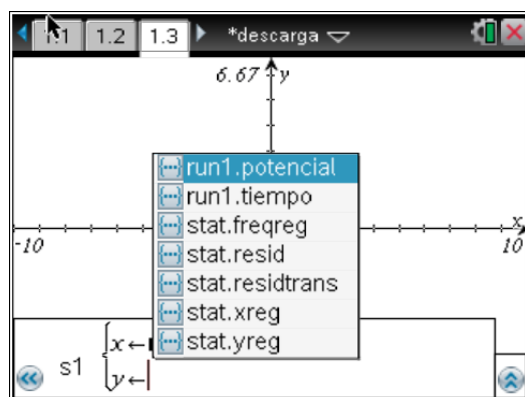 1.1 1.2 1.3 *descarga
6.67 y
run1.potencial
run1.tiempo
stat.freqreg
stat.resid
stat.residtrans
stat.xreg
stat.yreg
-10 x 10
s1 { x←
y←